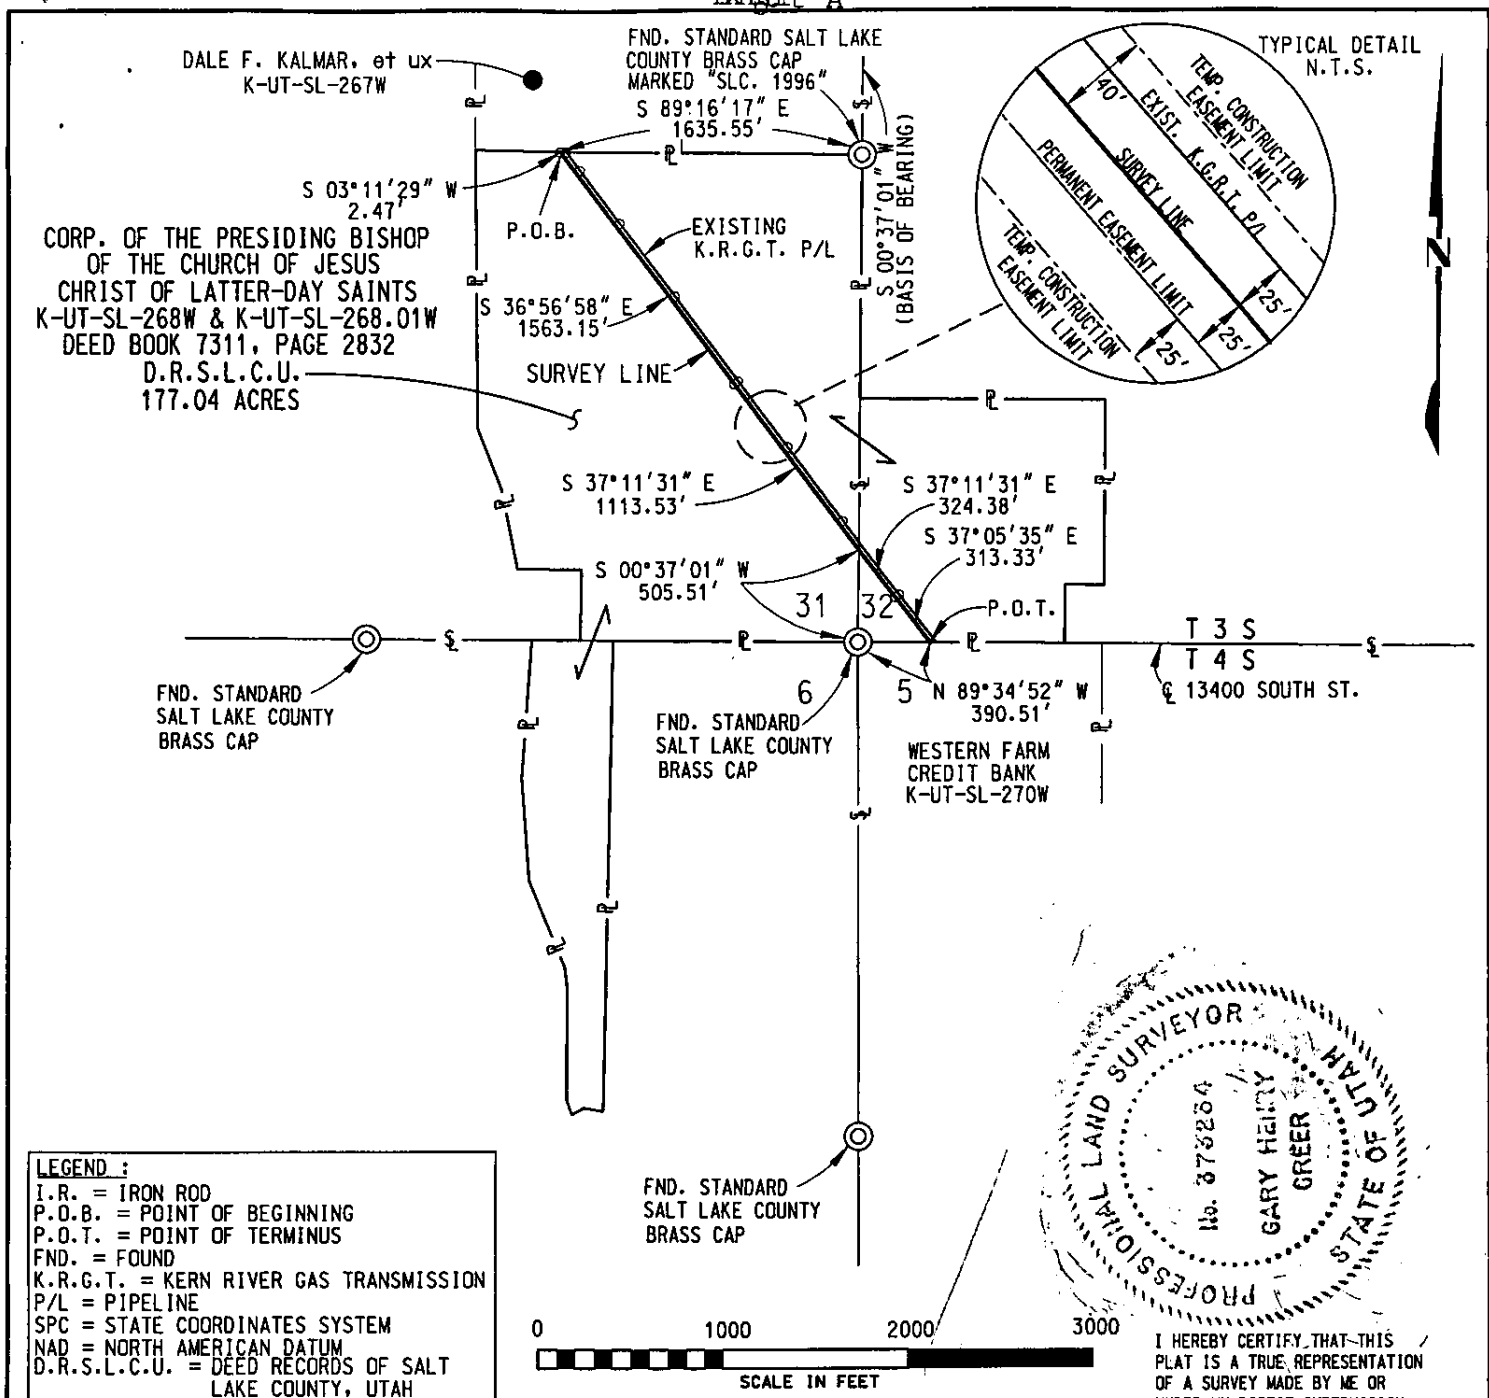 DALE F. KALMAR, et ux
K-UT-SL-267W
FND. STANDARD SALT LAKE
COUNTY BRASS CAP
MARKED "SLC. 1996"
S 89°16'17" E
1635.55'
TYPICAL DETAIL
N.T.S.
TEMP. CONSTRUCTION
EASEMENT LIMIT
40'
EXIST. K.G.R.T. P/L
SURVEY LINE
PERMANENT EASEMENT LIMIT
TEMP. CONSTRUCTION
EASEMENT LIMIT
25'
25'
25'
S 00°37'01" W
(BASIS OF BEARING)
N
S 03°11'29" W
2.47'
P.O.B.
EXISTING
K.R.G.T. P/L
CORP. OF THE PRESIDING BISHOP
OF THE CHURCH OF JESUS
CHRIST OF LATTER-DAY SAINTS
K-UT-SL-268W & K-UT-SL-268.01W
DEED BOOK 7311, PAGE 2832
D.R.S.L.C.U.
177.04 ACRES
S 36°56'58" E
1563.15'
SURVEY LINE
S 37°11'31" E
1113.53'
S 37°11'31" E
324.38'
S 37°05'35" E
313.33'
S 00°37'01" W
505.51'
31 32
P.O.T.
T 3 S
T 4 S
℄ 13400 SOUTH ST.
6 5
N 89°34'52" W
390.51'
FND. STANDARD
SALT LAKE COUNTY
BRASS CAP
FND. STANDARD
SALT LAKE COUNTY
BRASS CAP
WESTERN FARM
CREDIT BANK
K-UT-SL-270W
FND. STANDARD
SALT LAKE COUNTY
BRASS CAP
PROFESSIONAL LAND SURVEYOR
STATE OF UTAH
No. 373264
GARY HENRY
GREER
LEGEND :
I.R. = IRON ROD
P.O.B. = POINT OF BEGINNING
P.O.T. = POINT OF TERMINUS
FND. = FOUND
K.R.G.T. = KERN RIVER GAS TRANSMISSION
P/L = PIPELINE
SPC = STATE COORDINATES SYSTEM
NAD = NORTH AMERICAN DATUM
D.R.S.L.C.U. = DEED RECORDS OF SALT
LAKE COUNTY, UTAH
0 1000 2000 3000
SCALE IN FEET
I HEREBY CERTIFY THAT THIS
PLAT IS A TRUE REPRESENTATION
OF A SURVEY MADE BY ME OR